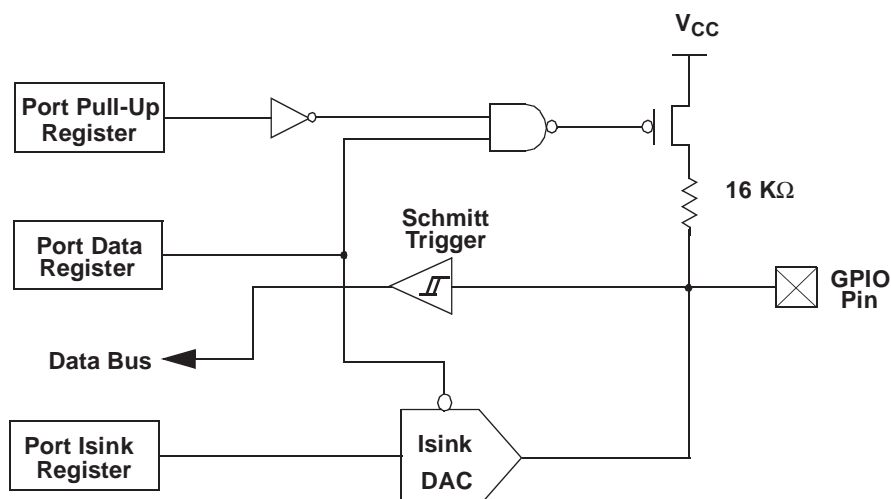 VCC
Port Pull-Up
Register
16 KΩ
Schmitt
Trigger
Port Data
Register
GPIO
Pin
Data Bus
Port Isink
Register
Isink
DAC